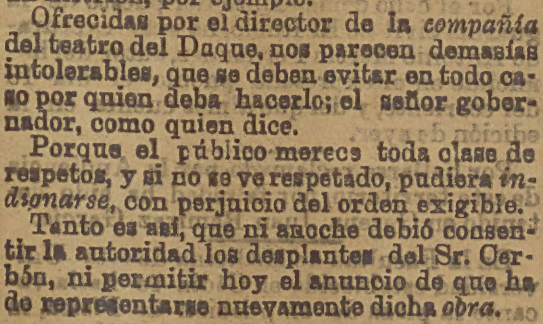 Ofrecidas por el director de la compañía
del teatro del Duque, nos parecen demasías
intolerables, que se deben evitar en todo ca-
so por quien deba hacerlo; el señor gober-
nador, como quien dice.
Porque el público merece toda clase de
respetos, y si no se ve respetado, pudiera in-
dignarse, con perjuicio del orden exigible.
Tanto es así, que ni anoche debió consen-
tir la autoridad los desplantes del Sr. Cer-
bón, ni permitir hoy el anuncio de que ha
de representarse nuevamente dicha obra.